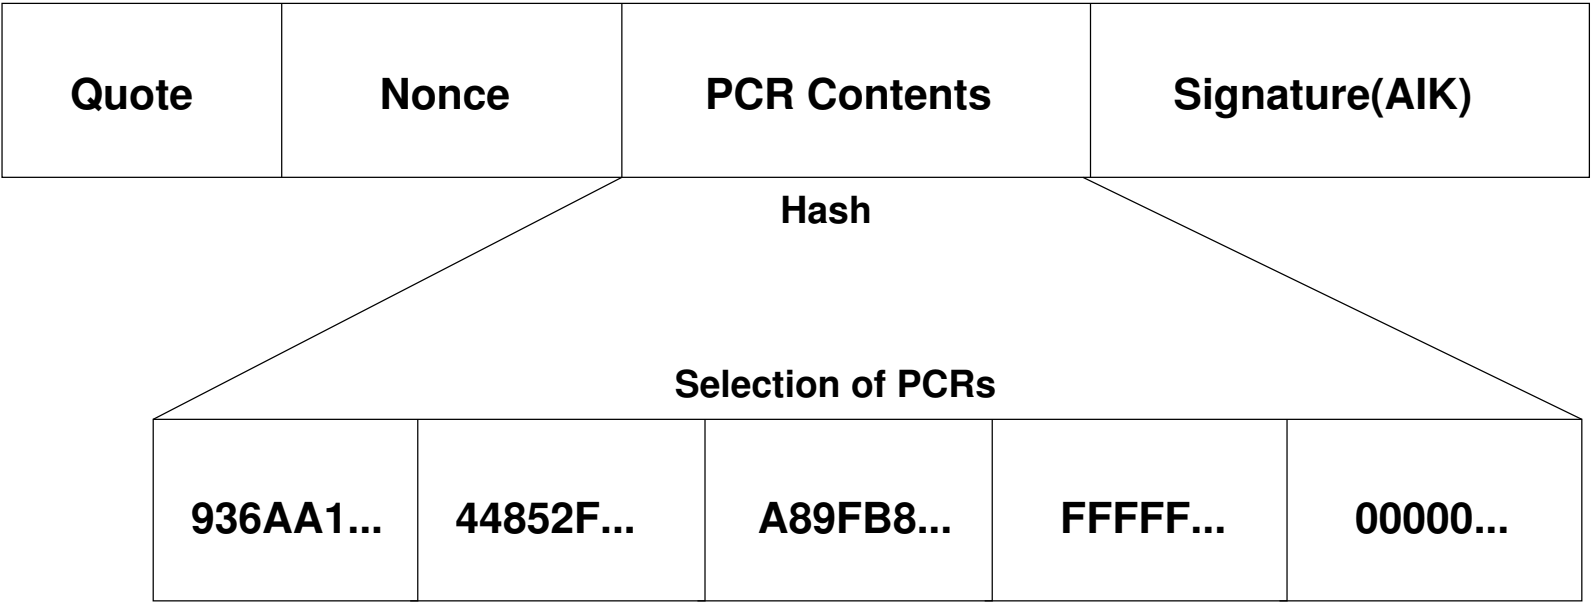 Quote Nonce PCR Contents Signature(AIK)
Hash
Selection of PCRs
936AA1... 44852F... A89FB8... FFFFF... 00000...